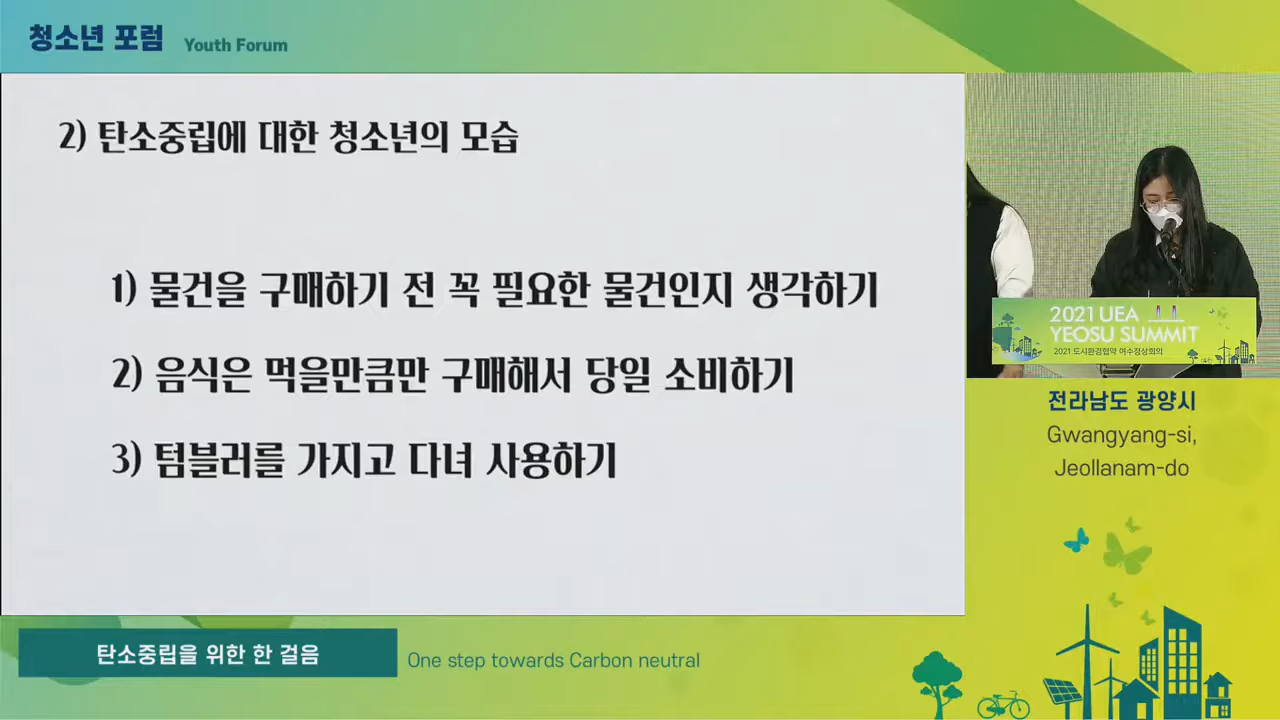 청소년 포럼 Youth Forum
2) 탄소중립에 대한 청소년의 모습
1) 물건을 구매하기 전 꼭 필요한 물건인지 생각하기
2) 음식은 먹을만큼만 구매해서 당일 소비하기
3) 텀블러를 가지고 다녀 사용하기
2021 UEA
YEOSU SUMMIT
2021 도시환경협약 여수정상회의
전라남도 광양시
Gwangyang-si,
Jeollanam-do
탄소중립을 위한 한 걸음 One step towards Carbon neutral